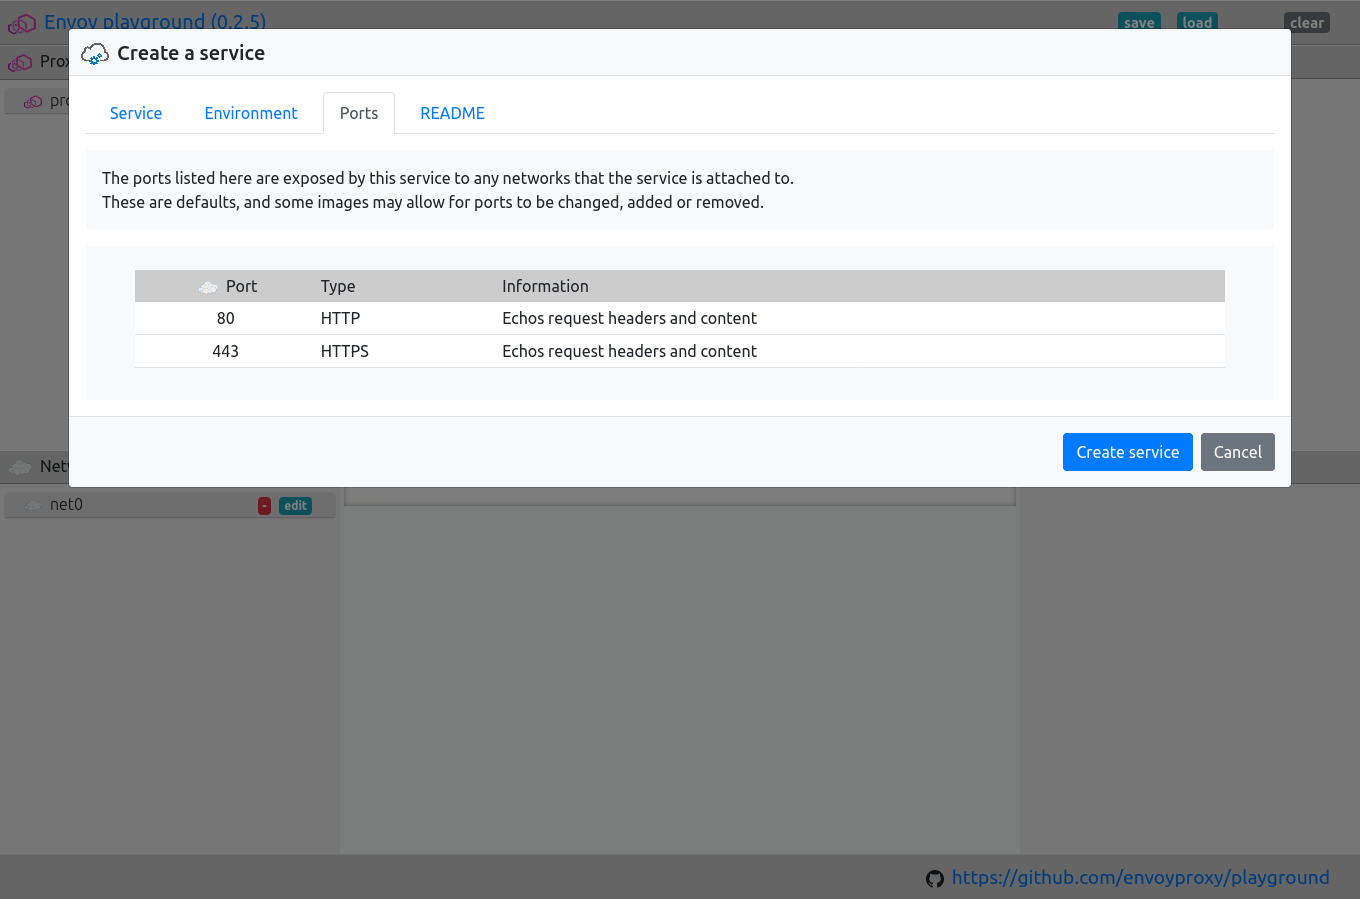 Envoy playground (0.2.5)
save
load
clear
Create a service
Service
Environment
Ports
README
The ports listed here are exposed by this service to any networks that the service is attached to.
These are defaults, and some images may allow for ports to be changed, added or removed.
Port Type Information
80 HTTP Echos request headers and content
443 HTTPS Echos request headers and content
Create service
Cancel
net0
-
edit
https://github.com/envoyproxy/playground